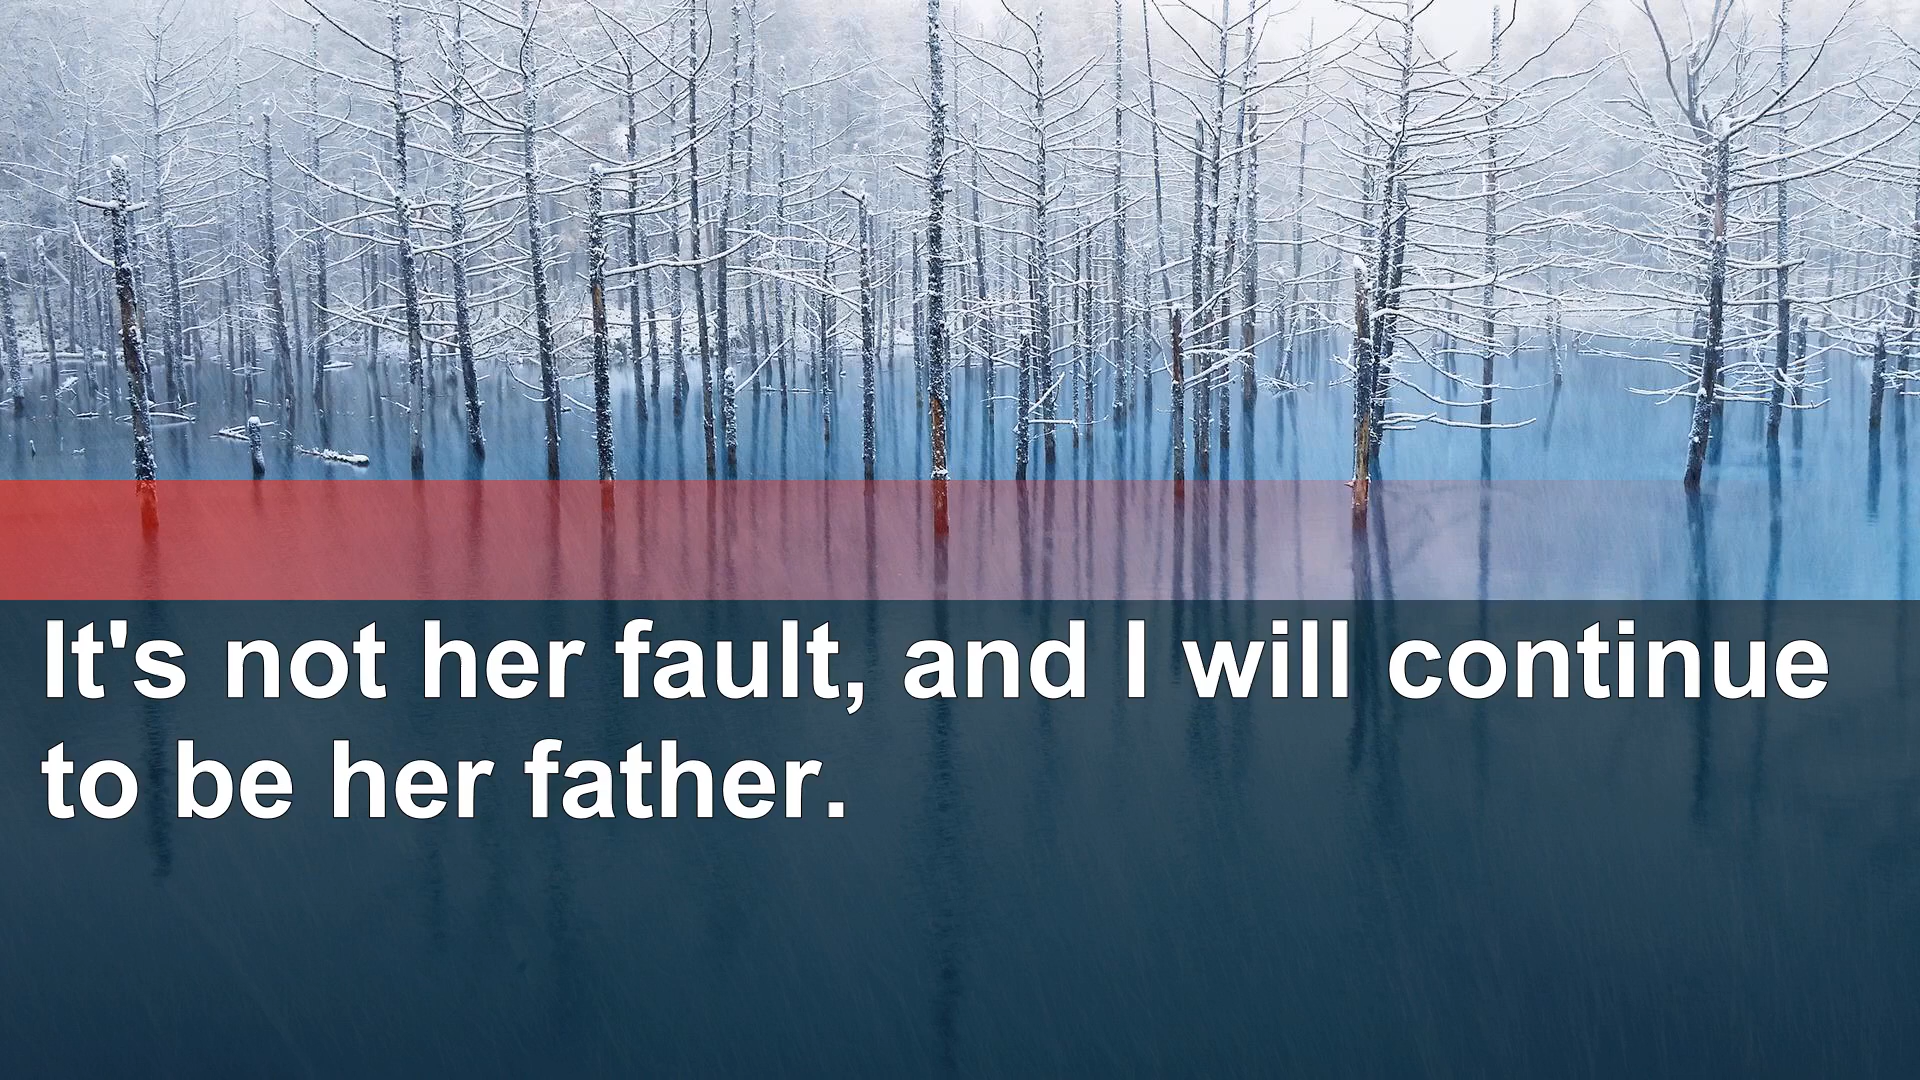 It's not her fault, and I will continue
to be her father.